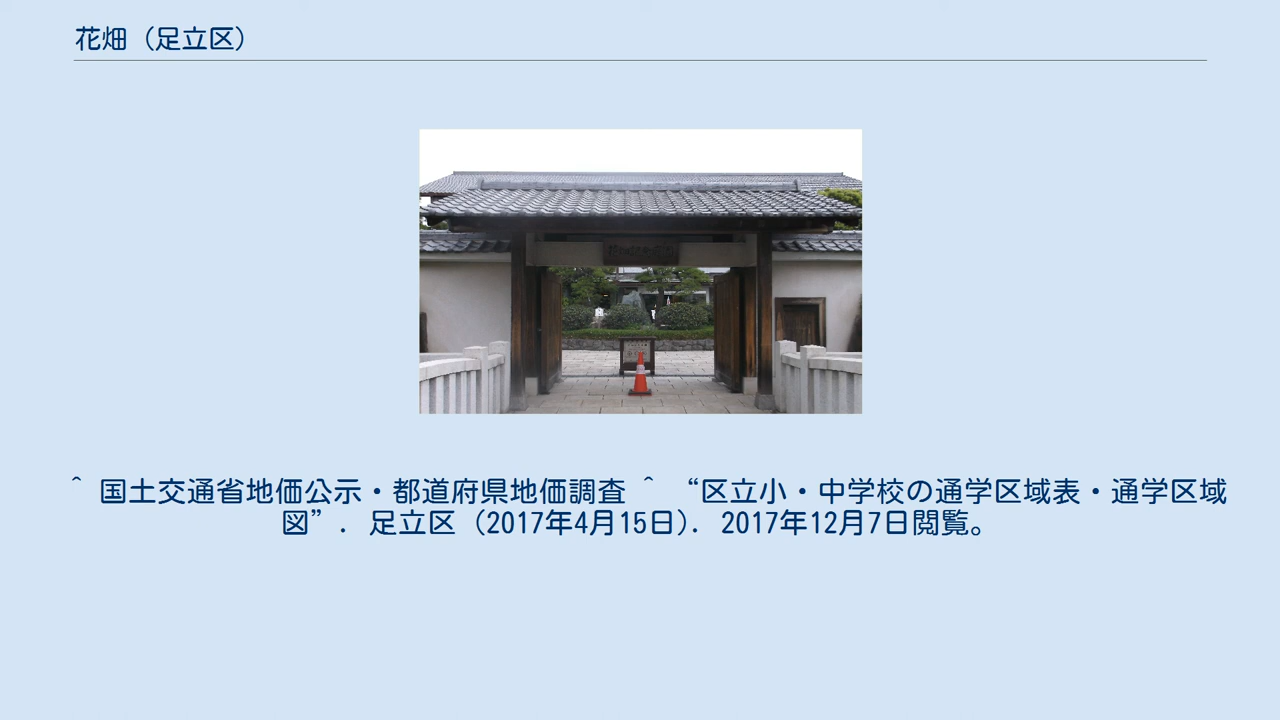 花畑（足立区）
^ 国土交通省地価公示・都道府県地価調査 ^ “区立小・中学校の通学区域表・通学区域
図”． 足立区（2017年4月15日）． 2017年12月7日閲覧。